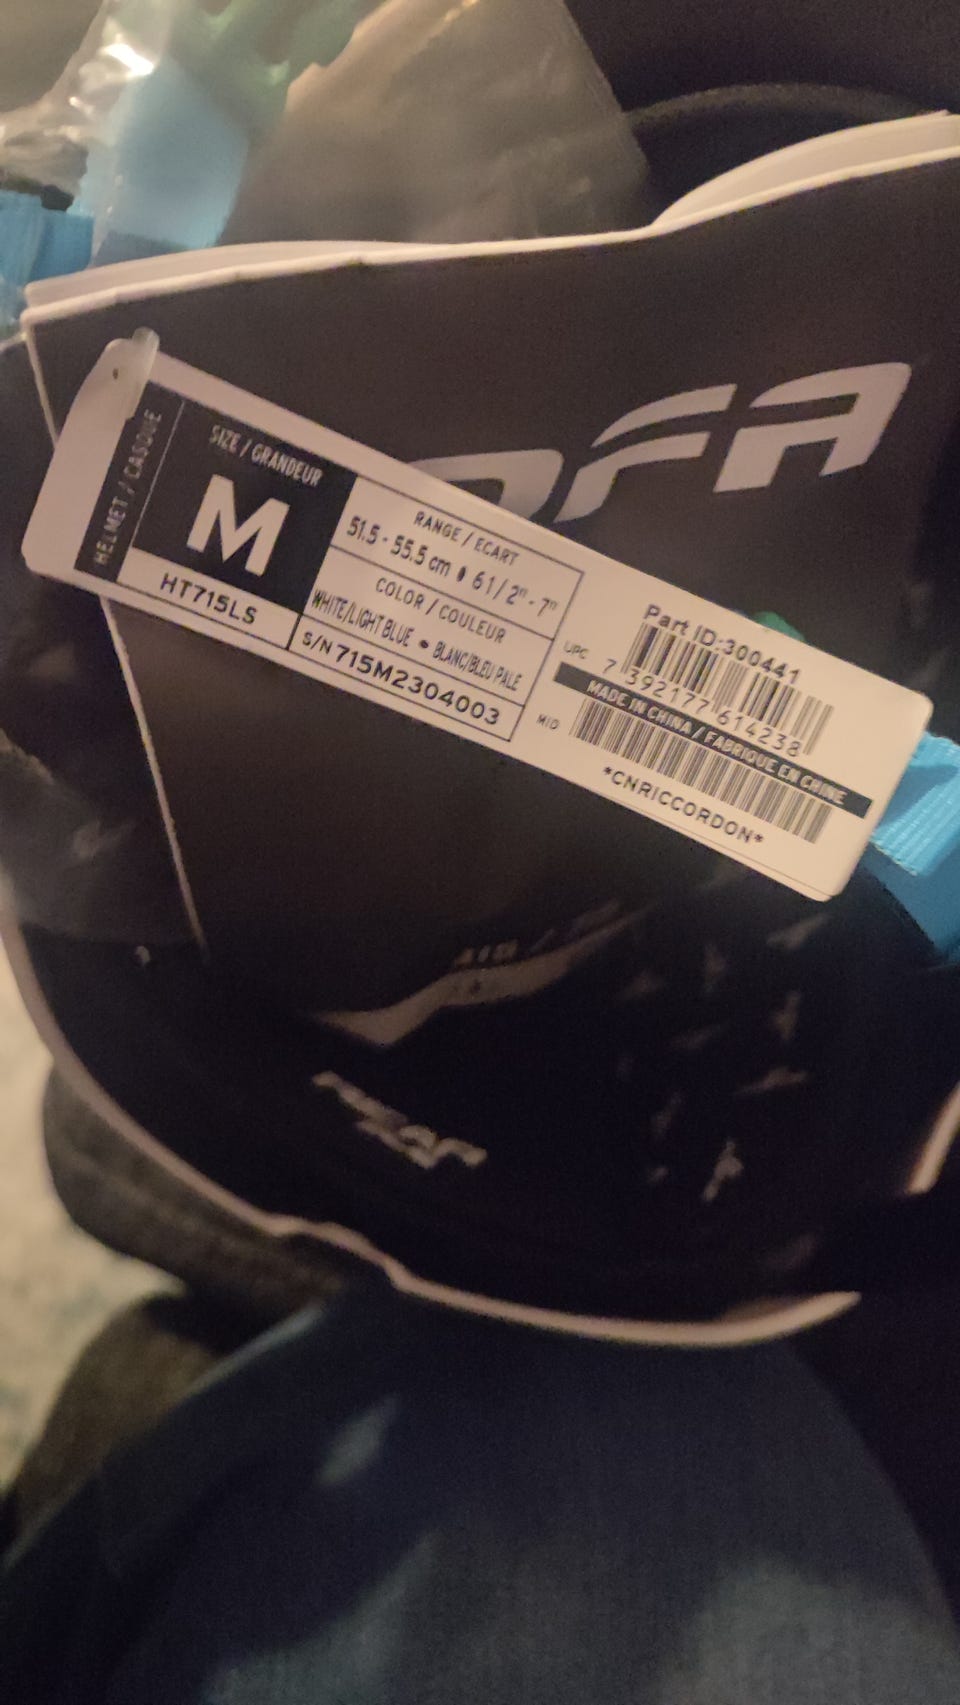 HELMET / CASQUE
SIZE / GRANDEUR
M
HT715LS
RANGE / ECART
51.5 - 55.5 cm • 6 1/2" - 7"
COLOR / COULEUR
WHITE/LIGHT BLUE • BLANC/BLEU PALE
S/N 715M2304003
Part ID:300441
UPC
7 392177 614238
MADE IN CHINA / FABRIQUE EN CHINE
MID
*CNRICCORDON*